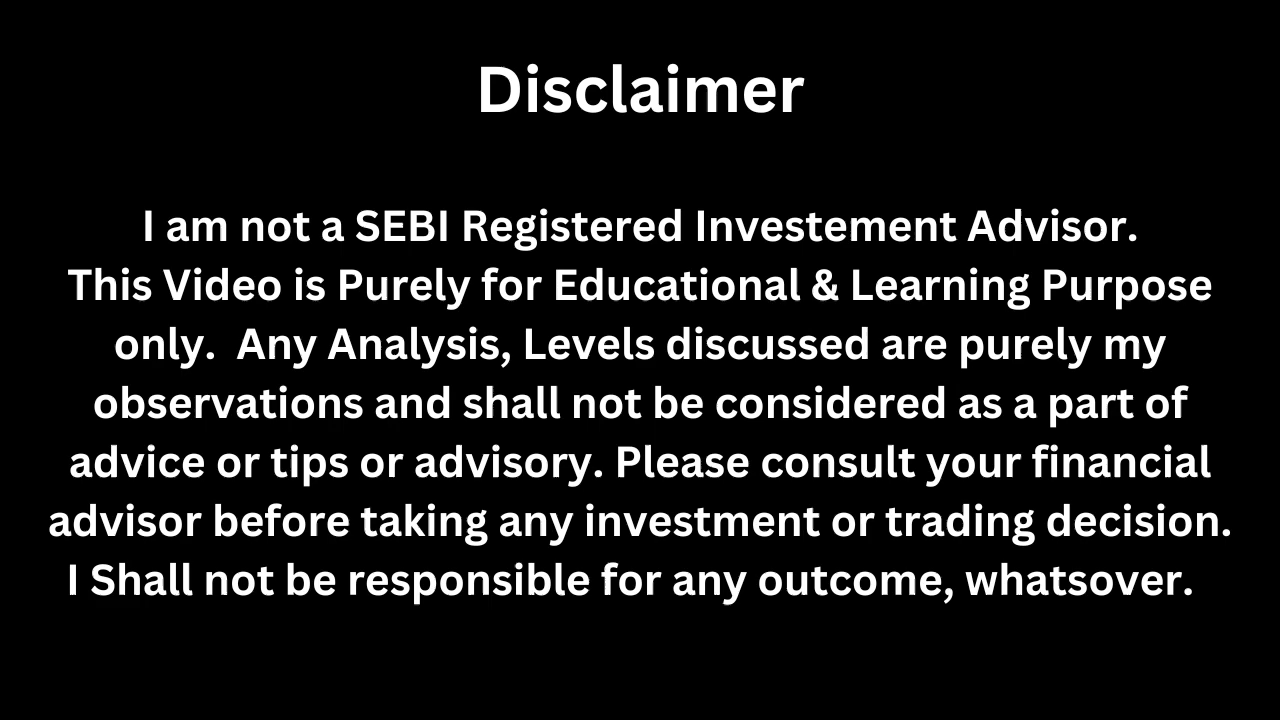 Disclaimer
I am not a SEBI Registered Investement Advisor.
This Video is Purely for Educational & Learning Purpose
only.  Any Analysis, Levels discussed are purely my
observations and shall not be considered as a part of
advice or tips or advisory. Please consult your financial
advisor before taking any investment or trading decision.
I Shall not be responsible for any outcome, whatsover.